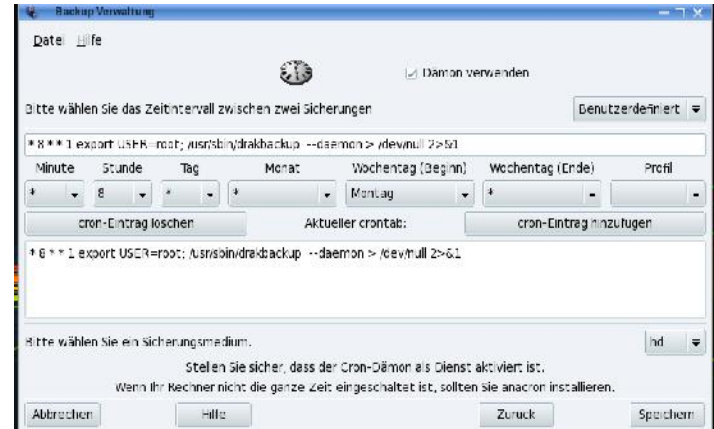 Backup Verwaltung
Datei Hilfe
Dämon verwenden
Bitte wählen Sie das Zeitintervall zwischen zwei Sicherungen Benutzerdefiniert
* 8 * * 1 export USER=root; /usr/sbin/drakbackup --daemon > /dev/null 2>&1
Minute Stunde Tag Monat Wochentag (Beginn) Wochentag (Ende) Profil
* 8 * * Montag *
cron-Eintrag löschen Aktueller crontab: cron-Eintrag hinzufügen
* 8 * * 1 export USER=root; /usr/sbin/drakbackup --daemon > /dev/null 2>&1
Bitte wählen Sie ein Sicherungsmedium. hd
Stellen Sie sicher, dass der Cron-Dämon als Dienst aktiviert ist.
Wenn Ihr Rechner nicht die ganze Zeit eingeschaltet ist, sollten Sie anacron installieren.
Abbrechen Hilfe Zurück Speichern